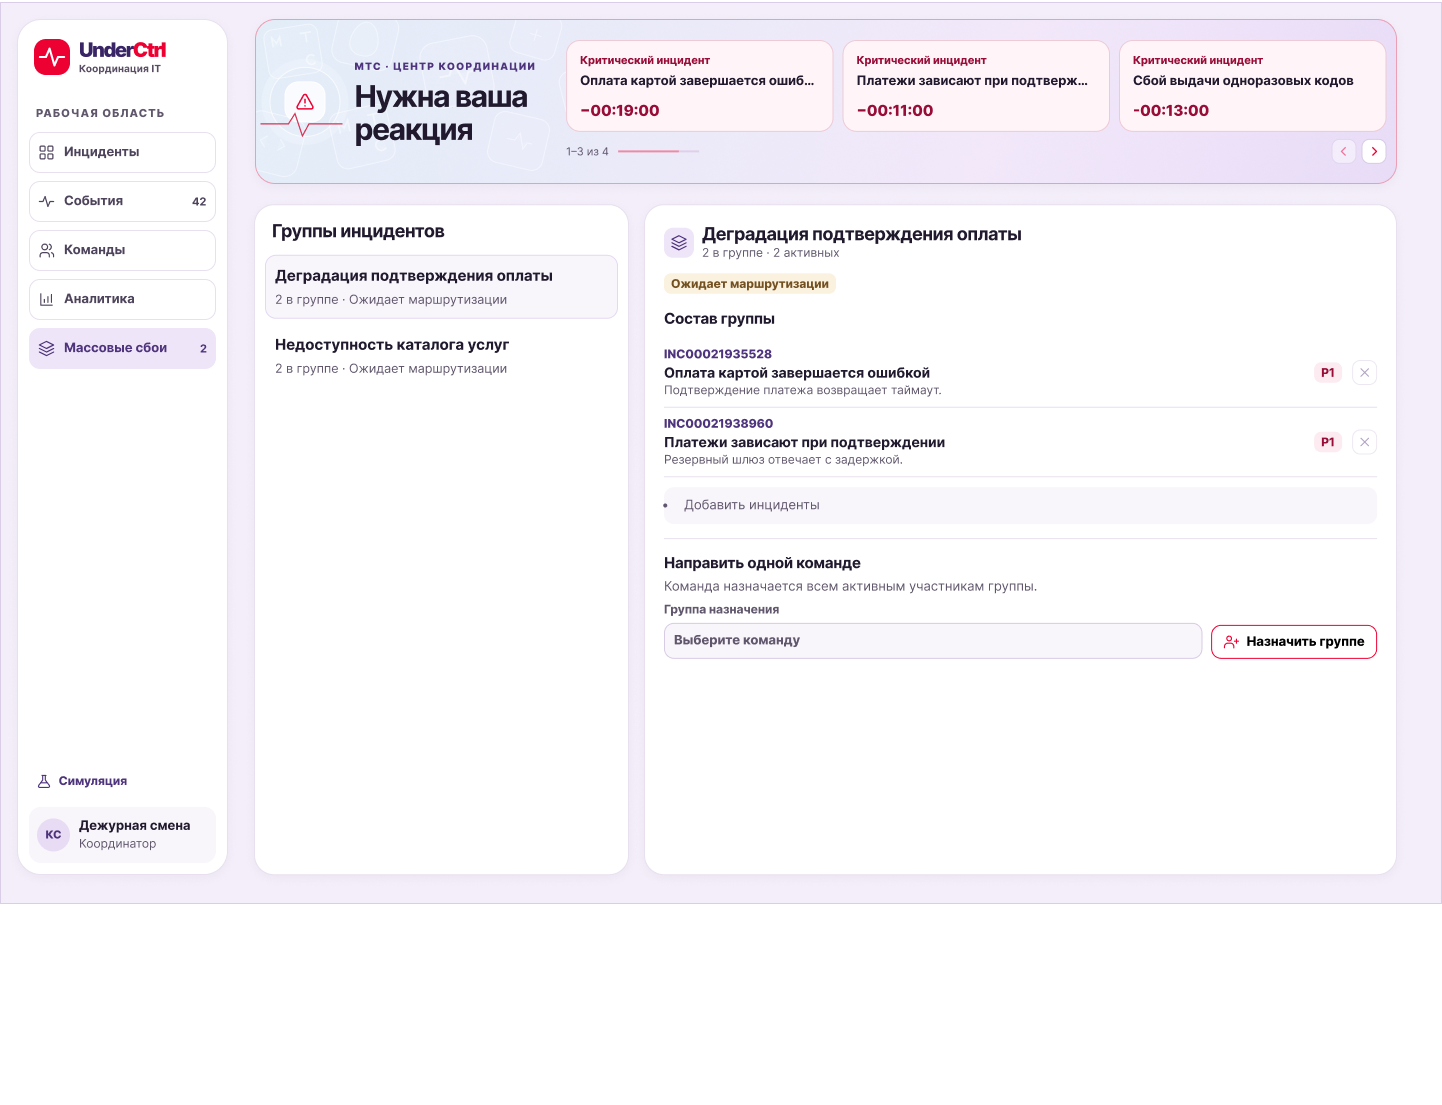 UnderCtrl
Координация IT
РАБОЧАЯ ОБЛАСТЬ
Инциденты
События 42
Команды
Аналитика
Массовые сбои 2
Симуляция
КС
Дежурная смена
Координатор
МТС · ЦЕНТР КООРДИНАЦИИ
Нужна ваша
реакция
Критический инцидент
Оплата картой завершается ошиб...
−00:19:00
Критический инцидент
Платежи зависают при подтверж...
−00:11:00
Критический инцидент
Сбой выдачи одноразовых кодов
-00:13:00
1–3 из 4
Группы инцидентов
Деградация подтверждения оплаты
2 в группе · Ожидает маршрутизации
Недоступность каталога услуг
2 в группе · Ожидает маршрутизации
Деградация подтверждения оплаты
2 в группе · 2 активных
Ожидает маршрутизации
Состав группы
INC00021935528
Оплата картой завершается ошибкой
Подтверждение платежа возвращает таймаут.
P1
INC00021938960
Платежи зависают при подтверждении
Резервный шлюз отвечает с задержкой.
P1
• Добавить инциденты
Направить одной команде
Команда назначается всем активным участникам группы.
Группа назначения
Выберите команду
Назначить группе